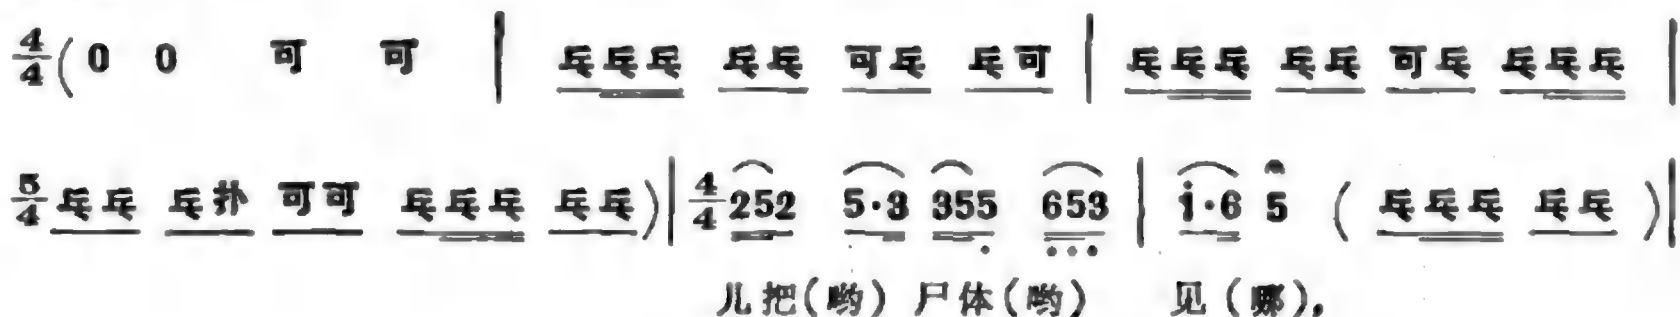 4/4 ( 0 0 可 可 | 乓乓乓 乓乓 可乓 乓可 | 乓乓乓 乓乓 可乓 乓乓乓 |
5/4 乓乓 乓扑 可可 乓乓乓 乓乓 ) | 4/4 252 5·3 355 653 | i·6 5 ( 乓乓乓 乓乓 ) |
儿把(哟) 尸体(哟) 见(哪),